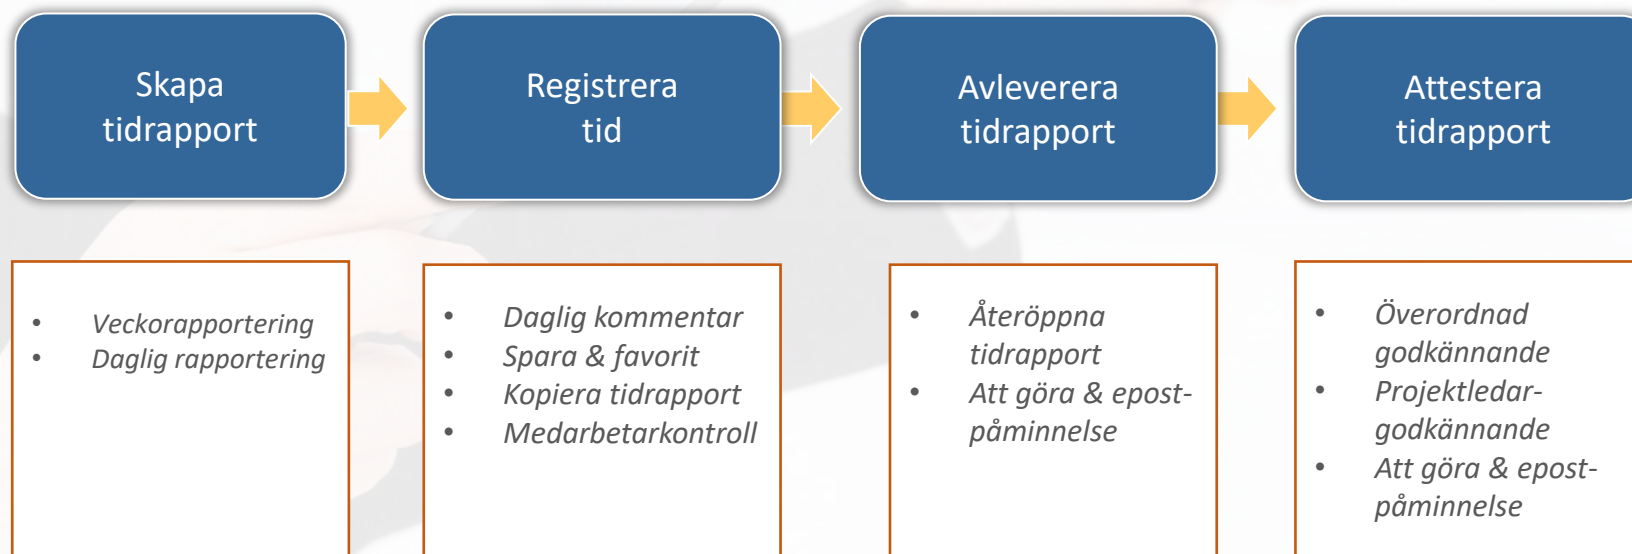 Skapa
tidrapport
Registrera
tid
Avleverera
tidrapport
Attestera
tidrapport
• Veckorapportering
• Daglig rapportering
• Daglig kommentar
• Spara & favorit
• Kopiera tidrapport
• Medarbetarkontroll
• Återöppna
tidrapport
• Att göra & epost-
påminnelse
• Överordnad
godkännande
• Projektledar-
godkännande
• Att göra & epost-
påminnelse